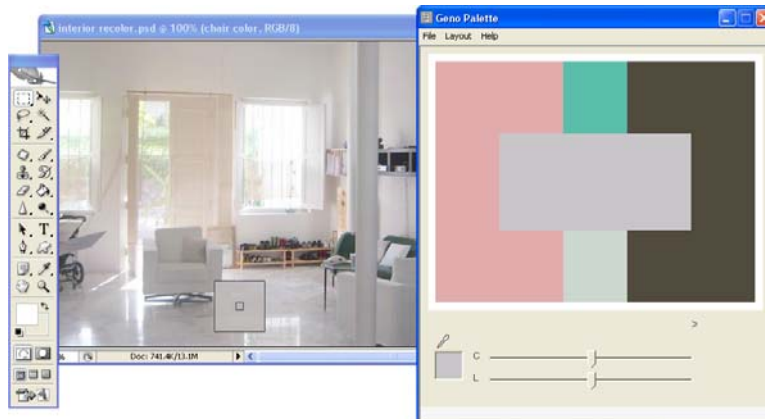 interior recolor.psd @ 100% (chair color, RGB/8)
Geno Palette
File Layout Help
T
>
C
L
% Doc: 741.4K/13.1M